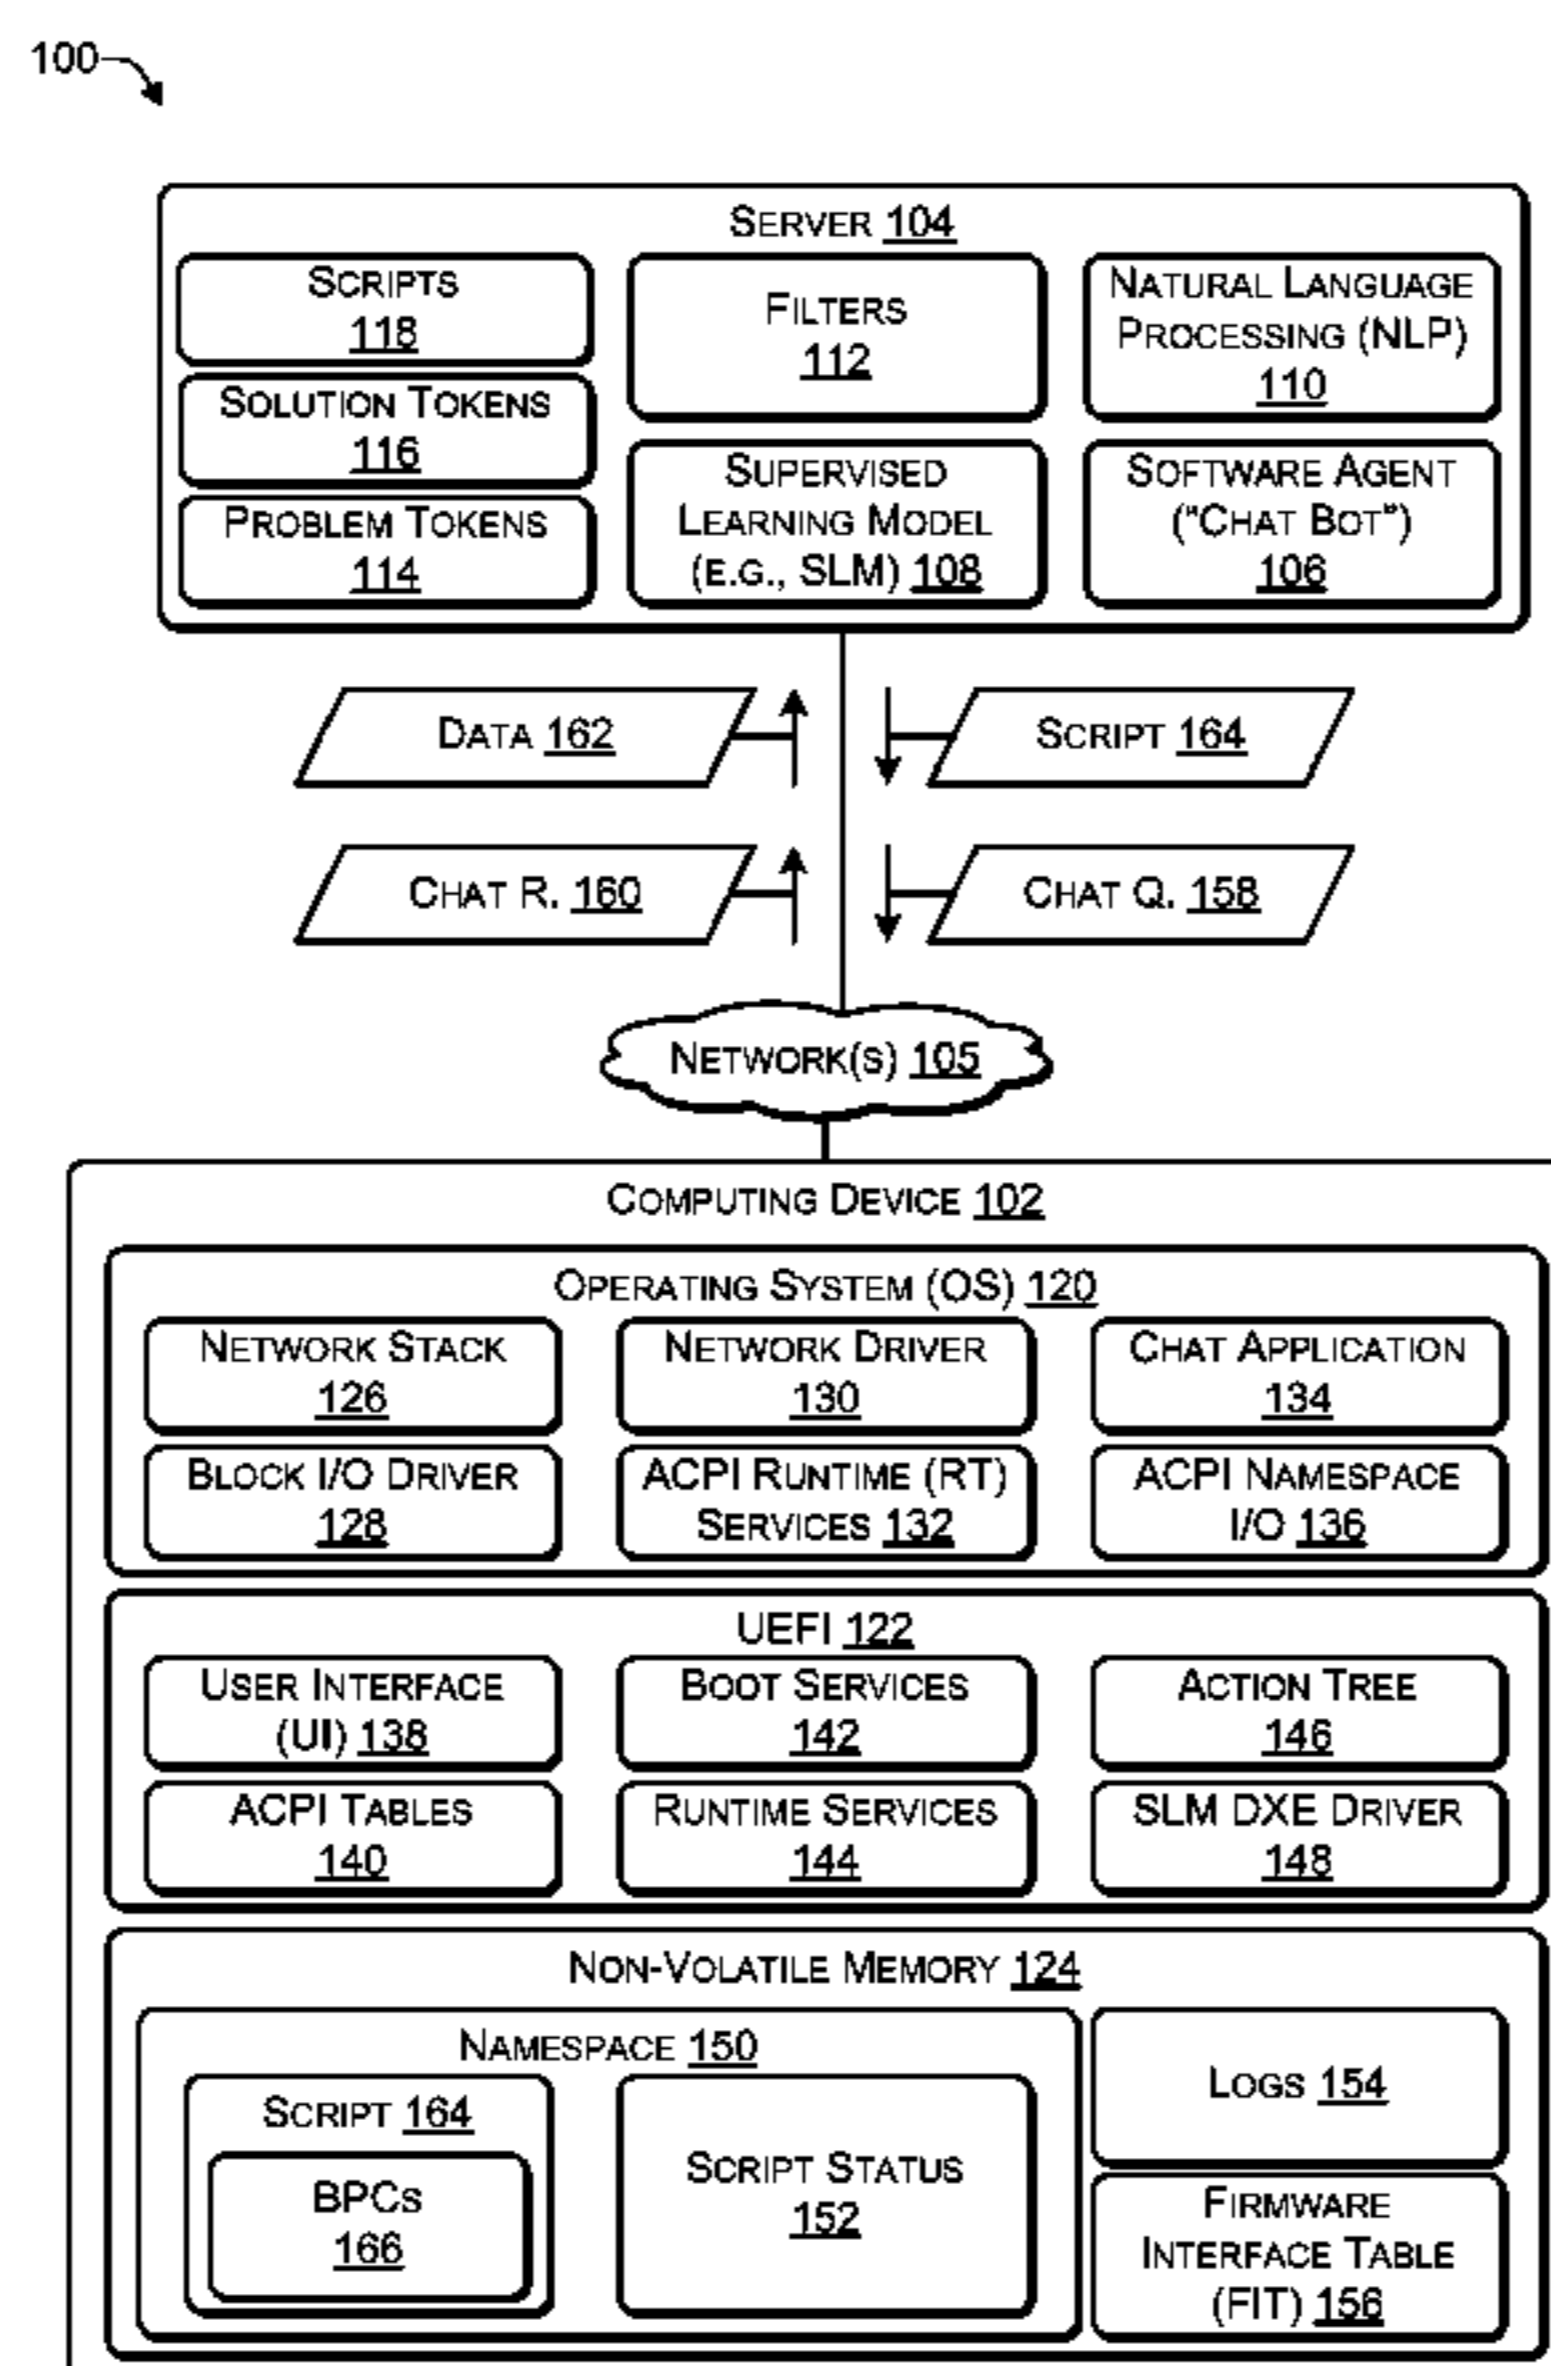 100
SERVER 104
SCRIPTS
118
SOLUTION TOKENS
116
PROBLEM TOKENS
114
FILTERS
112
SUPERVISED
LEARNING MODEL
(E.G., SLM) 108
NATURAL LANGUAGE
PROCESSING (NLP)
110
SOFTWARE AGENT
("CHAT BOT")
106
DATA 162
SCRIPT 164
CHAT R. 160
CHAT Q. 158
NETWORK(S) 105
COMPUTING DEVICE 102
OPERATING SYSTEM (OS) 120
NETWORK STACK
126
NETWORK DRIVER
130
CHAT APPLICATION
134
BLOCK I/O DRIVER
128
ACPI RUNTIME (RT)
SERVICES 132
ACPI NAMESPACE
I/O 136
UEFI 122
USER INTERFACE
(UI) 138
BOOT SERVICES
142
ACTION TREE
146
ACPI TABLES
140
RUNTIME SERVICES
144
SLM DXE DRIVER
148
NON-VOLATILE MEMORY 124
NAMESPACE 150
SCRIPT 164
BPCS
166
SCRIPT STATUS
152
LOGS 154
FIRMWARE
INTERFACE TABLE
(FIT) 156